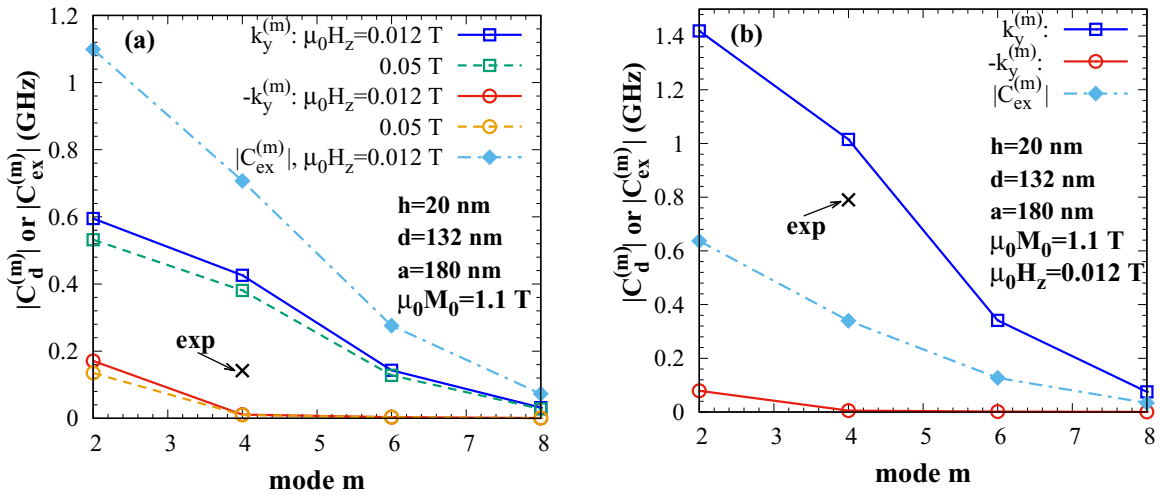 (a)
k_y^(m): μ₀H_z=0.012 T
0.05 T
-k_y^(m): μ₀H_z=0.012 T
0.05 T
|C_ex^(m)|, μ₀H_z=0.012 T
h=20 nm
d=132 nm
a=180 nm
μ₀M₀=1.1 T
exp
|C_d^(m)| or |C_ex^(m)| (GHz)
1.2
1
0.8
0.6
0.4
0.2
0
2 3 4 5 6 7 8
mode m
(b)
k_y^(m):
-k_y^(m):
|C_ex^(m)|
h=20 nm
d=132 nm
a=180 nm
μ₀M₀=1.1 T
μ₀H_z=0.012 T
exp
|C_d^(m)| or |C_ex^(m)| (GHz)
1.4
1.2
1
0.8
0.6
0.4
0.2
0
2 3 4 5 6 7 8
mode m